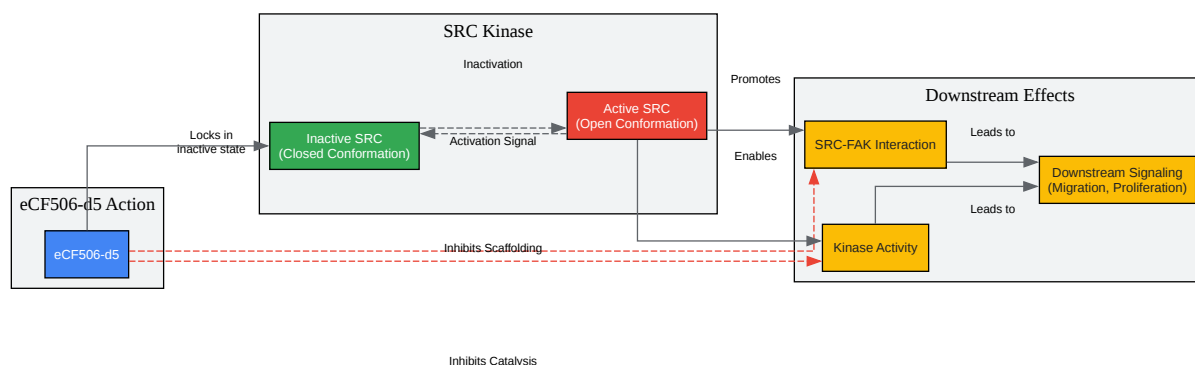 SRC Kinase
Inactivation
Promotes
Active SRC
(Open Conformation)
Downstream Effects
Locks in
inactive state
Inactive SRC
(Closed Conformation)
Activation Signal
Enables
SRC-FAK Interaction
Leads to
Downstream Signaling
(Migration, Proliferation)
Leads to
eCF506-d5 Action
eCF506-d5
Inhibits Scaffolding
Kinase Activity
Inhibits Catalysis